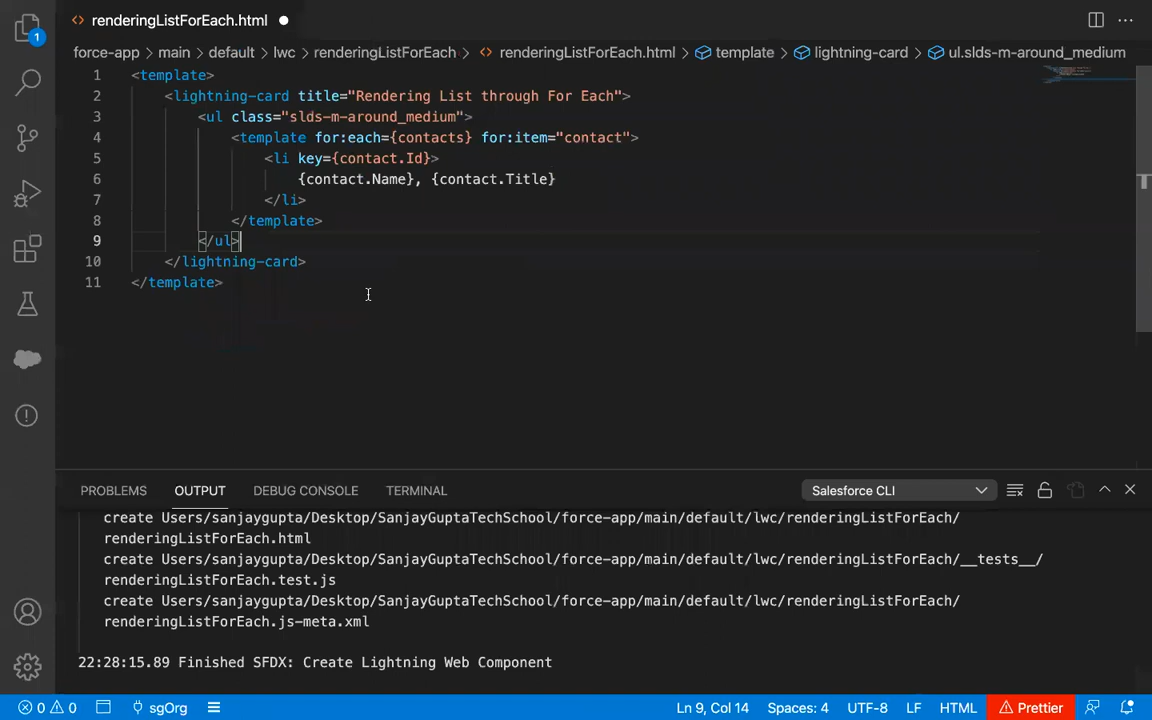 renderingListForEach.html
force-app > main > default > lwc > renderingListForEach > renderingListForEach.html > template > lightning-card > ul.slds-m-around_medium
1
1 <template>
2 <lightning-card title="Rendering List through For Each">
3 <ul class="slds-m-around_medium">
4 <template for:each={contacts} for:item="contact">
5 <li key={contact.Id}>
6 {contact.Name}, {contact.Title}
7 </li>
8 </template>
9 </ul>
10 </lightning-card>
11 </template>
PROBLEMS OUTPUT DEBUG CONSOLE TERMINAL Salesforce CLI
create Users/sanjaygupta/Desktop/SanjayGuptaTechSchool/force-app/main/default/lwc/renderingListForEach/
renderingListForEach.html
create Users/sanjaygupta/Desktop/SanjayGuptaTechSchool/force-app/main/default/lwc/renderingListForEach/__tests__/
renderingListForEach.test.js
create Users/sanjaygupta/Desktop/SanjayGuptaTechSchool/force-app/main/default/lwc/renderingListForEach/
renderingListForEach.js-meta.xml
22:28:15.89 Finished SFDX: Create Lightning Web Component
0 0 sgOrg Ln 9, Col 14 Spaces: 4 UTF-8 LF HTML Prettier